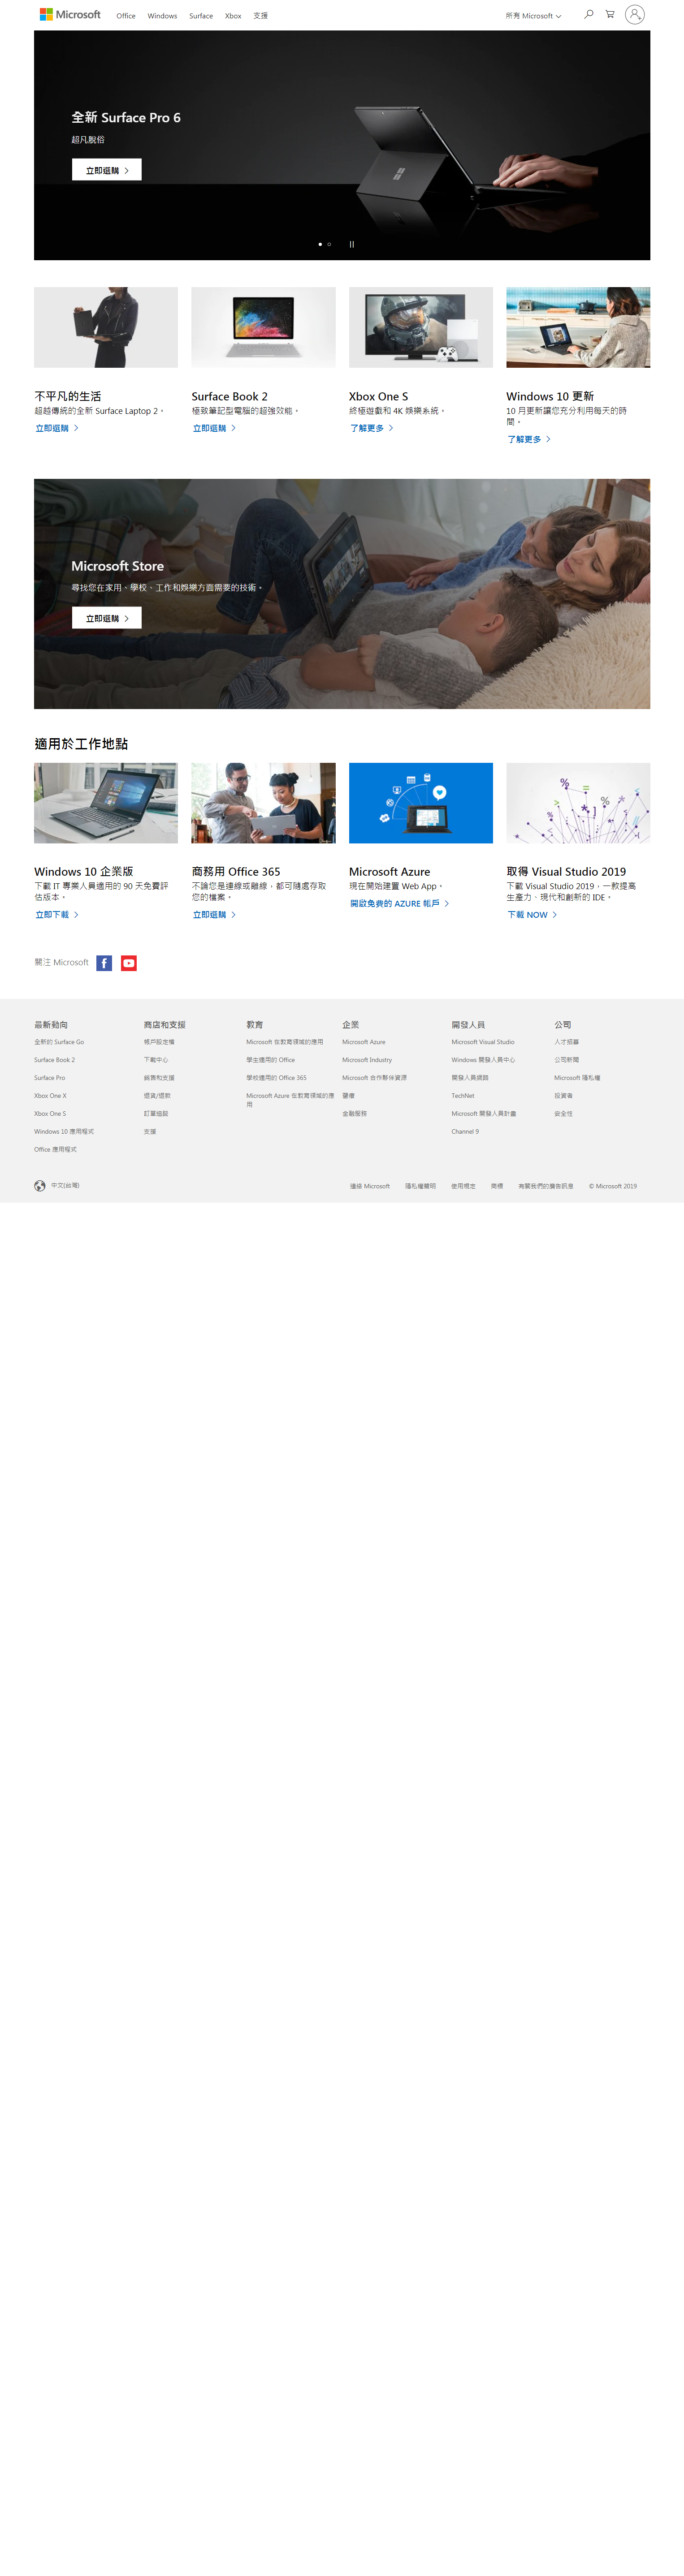 Microsoft
Office
Windows
Surface
Xbox
支援
所有 Microsoft
全新 Surface Pro 6
超凡脫俗
立即選購
不平凡的生活
超越傳統的全新 Surface Laptop 2。
立即選購
Surface Book 2
極致筆記型電腦的超強效能。
立即選購
Xbox One S
終極遊戲和 4K 娛樂系統。
了解更多
Windows 10 更新
10 月更新讓您充分利用每天的時
間。
了解更多
Microsoft Store
尋找您在家用、學校、工作和娛樂方面需要的技術。
立即選購
適用於工作地點
Windows 10 企業版
下載 IT 專業人員適用的 90 天免費評
估版本。
立即下載
商務用 Office 365
不論您是連線或離線，都可隨處存取
您的檔案。
立即選購
Microsoft Azure
現在開始建置 Web App。
開啟免費的 AZURE 帳戶
取得 Visual Studio 2019
下載 Visual Studio 2019，一款提高
生產力、現代和創新的 IDE。
下載 NOW
關注 Microsoft
最新動向
全新的 Surface Go
Surface Book 2
Surface Pro
Xbox One X
Xbox One S
Windows 10 應用程式
Office 應用程式
商店和支援
帳戶設定檔
下載中心
銷售和支援
退貨/退款
訂單追蹤
支援
教育
Microsoft 在教育領域的應用
學生適用的 Office
學校適用的 Office 365
Microsoft Azure 在教育領域的應
用
企業
Microsoft Azure
Microsoft Industry
Microsoft 合作夥伴資源
醫療
金融服務
開發人員
Microsoft Visual Studio
Windows 開發人員中心
開發人員網路
TechNet
Microsoft 開發人員計畫
Channel 9
公司
人才招募
公司新聞
Microsoft 隱私權
投資者
安全性
中文(台灣)
連絡 Microsoft
隱私權聲明
使用規定
商標
有關我們的廣告訊息
© Microsoft 2019